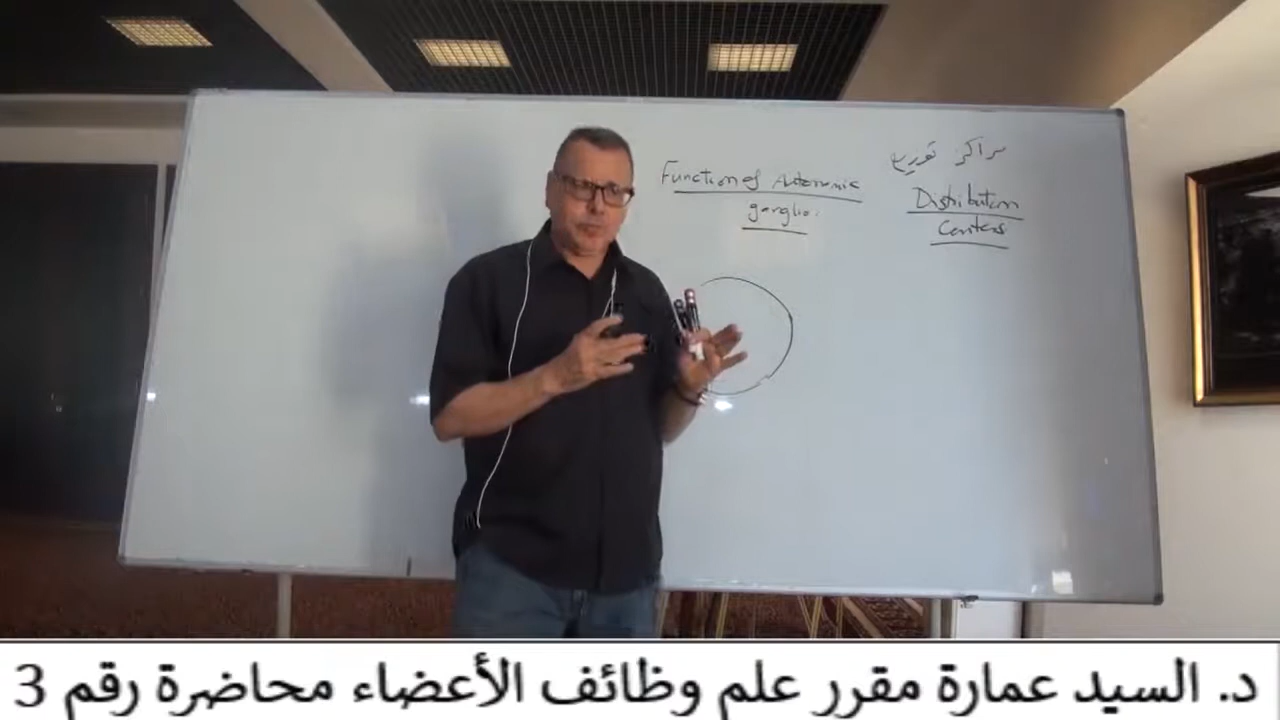 Function of Autonomic
ganglia.
مراكز توزيع
Distribution
Centers
د. السيد عمارة مقرر علم وظائف الأعضاء محاضرة رقم 3